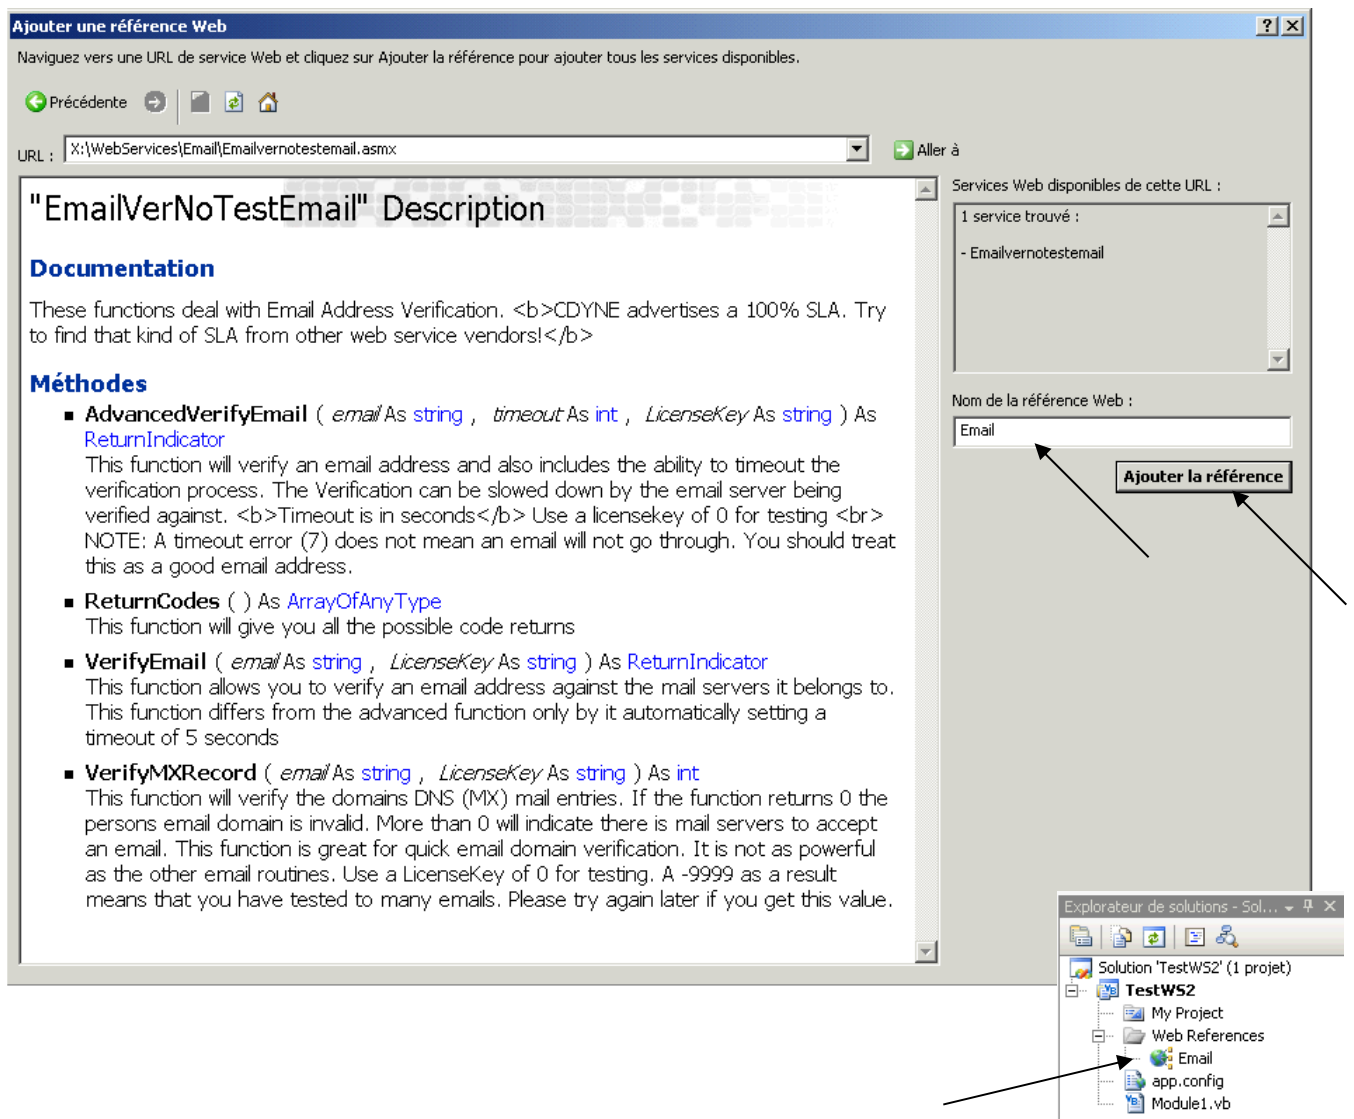 Ajouter une référence Web
Naviguez vers une URL de service Web et cliquez sur Ajouter la référence pour ajouter tous les services disponibles.
Précédente
URL : X:\WebServices\Email\Emailvernotestemail.asmx Aller à
"EmailVerNoTestEmail" Description
Documentation
These functions deal with Email Address Verification. <b>CDYNE advertises a 100% SLA. Try
to find that kind of SLA from other web service vendors!</b>
Méthodes
AdvancedVerifyEmail ( email As string , timeout As int , LicenseKey As string ) As
ReturnIndicator
This function will verify an email address and also includes the ability to timeout the
verification process. The Verification can be slowed down by the email server being
verified against. <b>Timeout is in seconds</b> Use a licensekey of 0 for testing <br>
NOTE: A timeout error (7) does not mean an email will not go through. You should treat
this as a good email address.
ReturnCodes ( ) As ArrayOfAnyType
This function will give you all the possible code returns
VerifyEmail ( email As string , LicenseKey As string ) As ReturnIndicator
This function allows you to verify an email address against the mail servers it belongs to.
This function differs from the advanced function only by it automatically setting a
timeout of 5 seconds
VerifyMXRecord ( email As string , LicenseKey As string ) As int
This function will verify the domains DNS (MX) mail entries. If the function returns 0 the
persons email domain is invalid. More than 0 will indicate there is mail servers to accept
an email. This function is great for quick email domain verification. It is not as powerful
as the other email routines. Use a LicenseKey of 0 for testing. A -9999 as a result
means that you have tested to many emails. Please try again later if you get this value.
Services Web disponibles de cette URL :
1 service trouvé :
- Emailvernotestemail
Nom de la référence Web :
Email
Ajouter la référence
Explorateur de solutions - Sol...
Solution 'TestWS2' (1 projet)
TestWS2
My Project
Web References
Email
app.config
Module1.vb